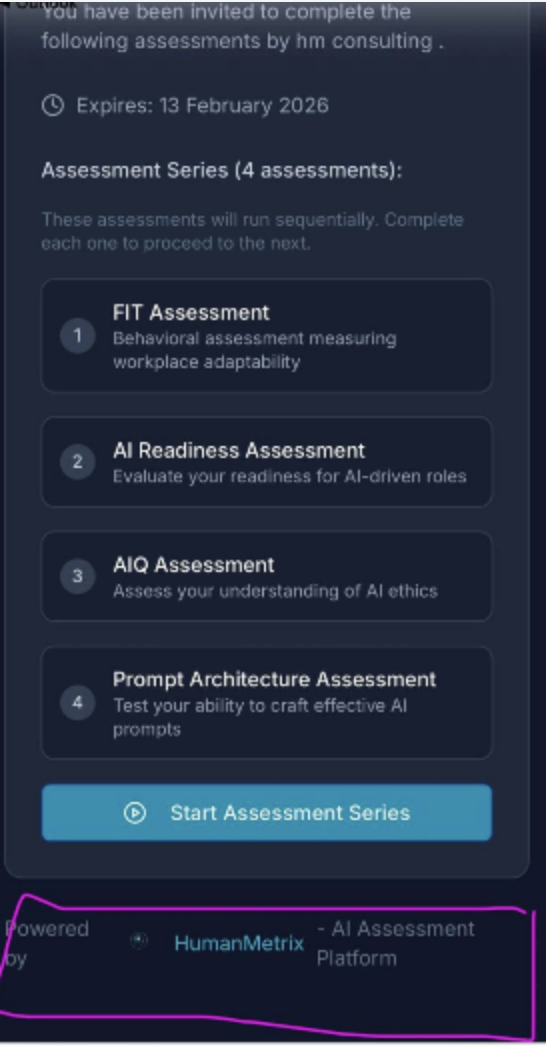 Outlook
You have been invited to complete the
following assessments by hm consulting .
Expires: 13 February 2026
Assessment Series (4 assessments):
These assessments will run sequentially. Complete
each one to proceed to the next.
1
FIT Assessment
Behavioral assessment measuring
workplace adaptability
2
AI Readiness Assessment
Evaluate your readiness for AI-driven roles
3
AIQ Assessment
Assess your understanding of AI ethics
4
Prompt Architecture Assessment
Test your ability to craft effective AI
prompts
Start Assessment Series
Powered
by
HumanMetrix
- AI Assessment
Platform